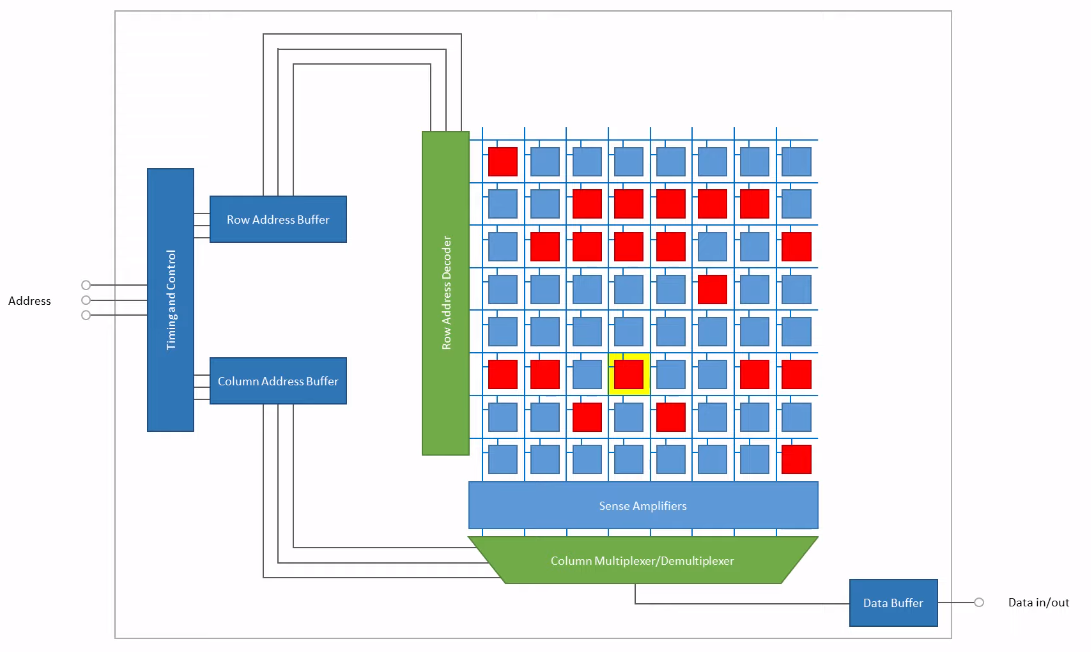 Row Address Buffer
Timing and Control
Row Address Decoder
Address
Column Address Buffer
Sense Amplifiers
Column Multiplexer/Demultiplexer
Data Buffer
Data in/out